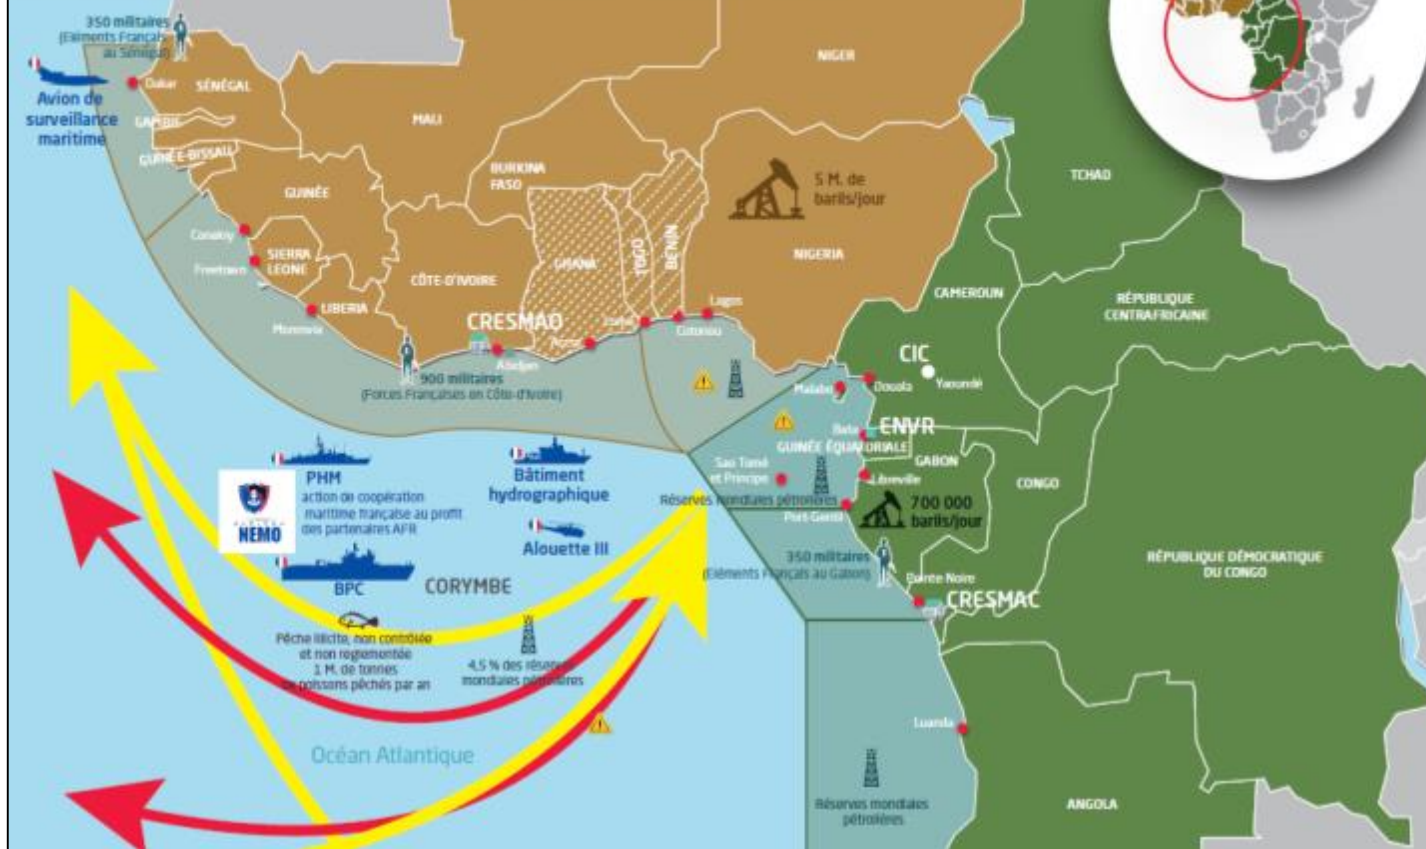 350 militaires
(Eléments Français
au Sénégal)
Dakar
SÉNÉGAL
Avion de
surveillance
maritime
GAMBIE
GUINÉE-BISSAU
MALI
NIGER
BURKINA
FASO
GUINÉE
TCHAD
5 M. de
barils/jour
Conakry
Freetown
SIERRA
LEONE
CÔTE-D'IVOIRE
GHANA
TOGO
BENIN
NIGERIA
CAMEROUN
RÉPUBLIQUE
CENTRAFRICAINE
LIBERIA
Monrovia
CRESMAO
Abidjan
Accra
Lomé
Cotonou
Lagos
900 militaires
(Forces Françaises en Côte-d'Ivoire)
CIC
Yaoundé
Malabo
Douala
Bata
ENVR
GUINÉE ÉQUATORIALE
GABON
CONGO
Sao Tomé
et Principe
Libreville
Réserves mondiales pétrolières
Port-Gentil
700 000
barils/jour
PHM
action de coopération
maritime française au profit
des partenaires AFR
NEMO
Bâtiment
hydrographique
Alouette III
BPC
CORYMBE
350 militaires
(Eléments Français au Gabon)
Pointe Noire
CRESMAC
RÉPUBLIQUE DÉMOCRATIQUE
DU CONGO
Pêche illicite, non contrôlée
et non reglementée
1 M. de tonnes
de poissons pêchés par an
4,5 % des réserves
mondiales pétrolières
Océan Atlantique
Luanda
Réserves mondiales
pétrolières
ANGOLA